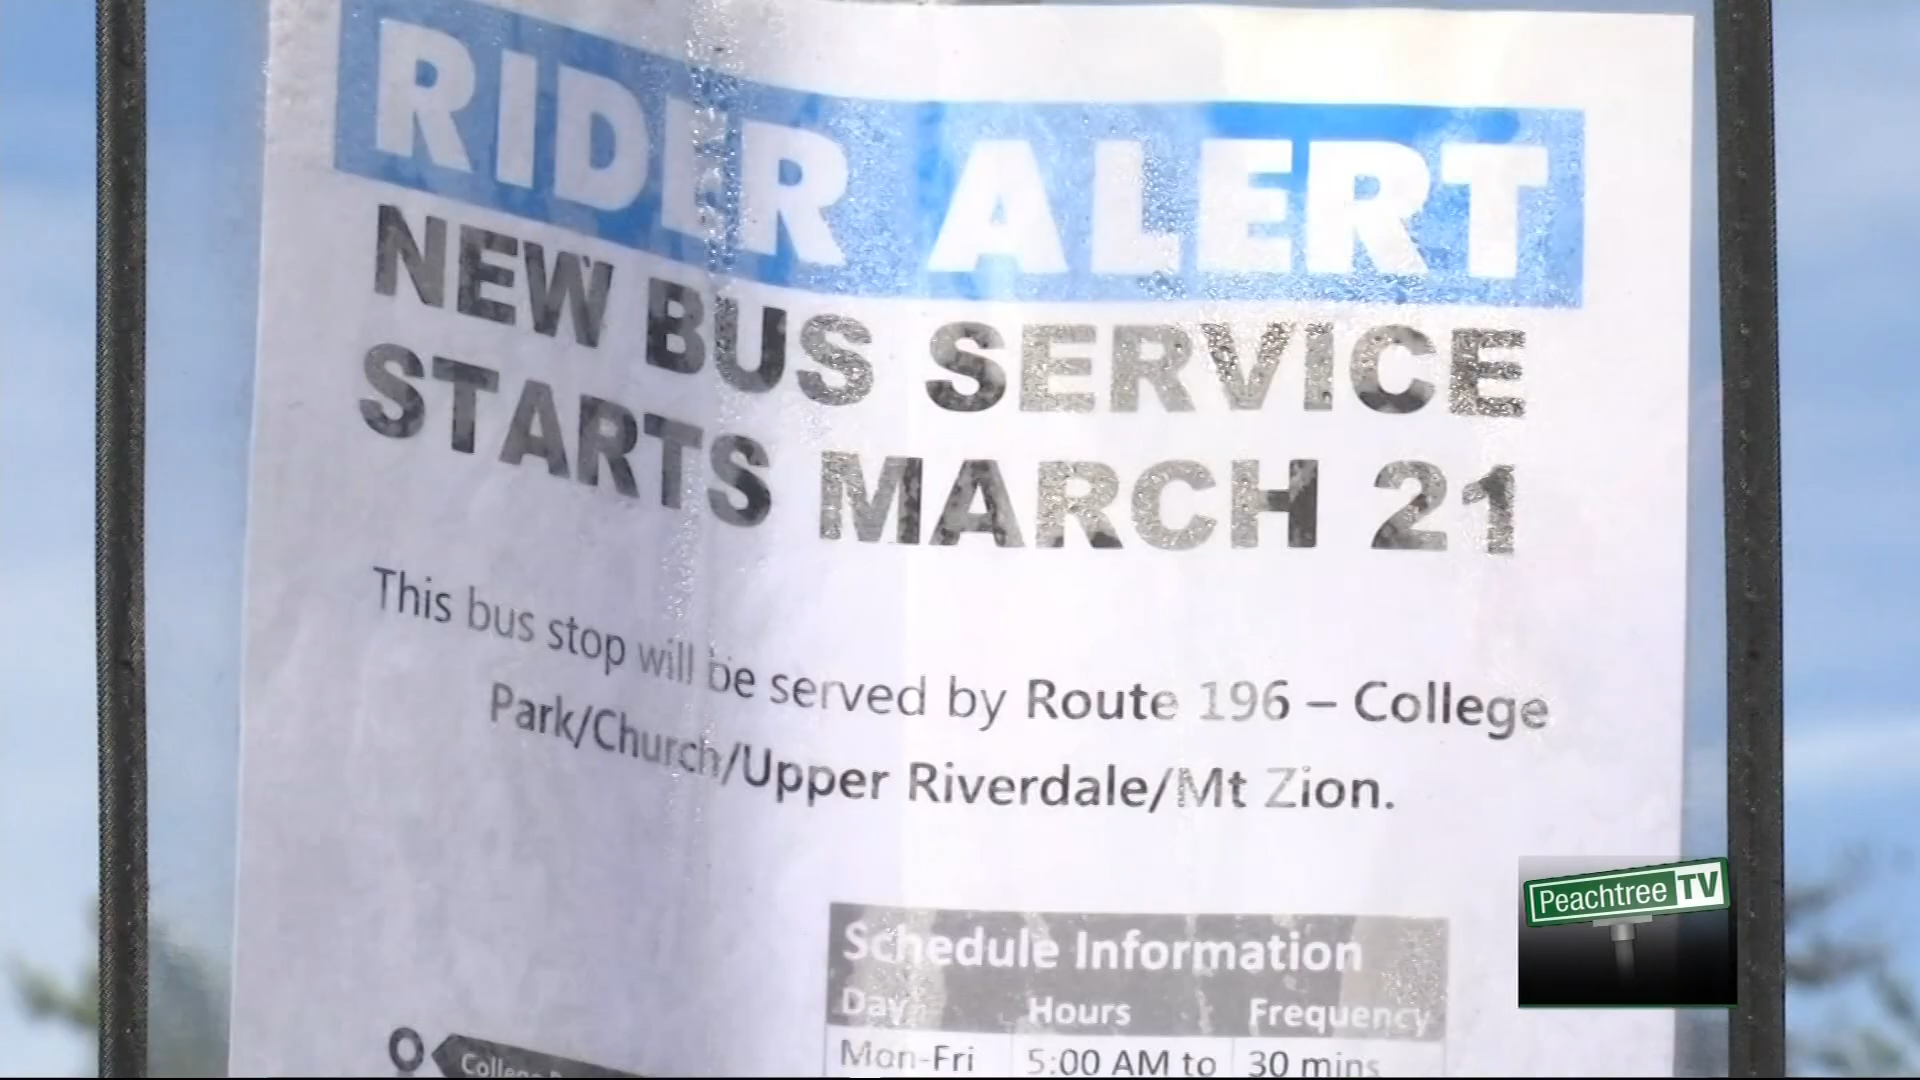 RIDER ALERT
NEW BUS SERVICE
STARTS MARCH 21
This bus stop will be served by Route 196 – College
Park/Church/Upper Riverdale/Mt Zion.
Schedule Information
Day Hours Frequency
Mon-Fri 5:00 AM to 30 mins
College
Peachtree TV